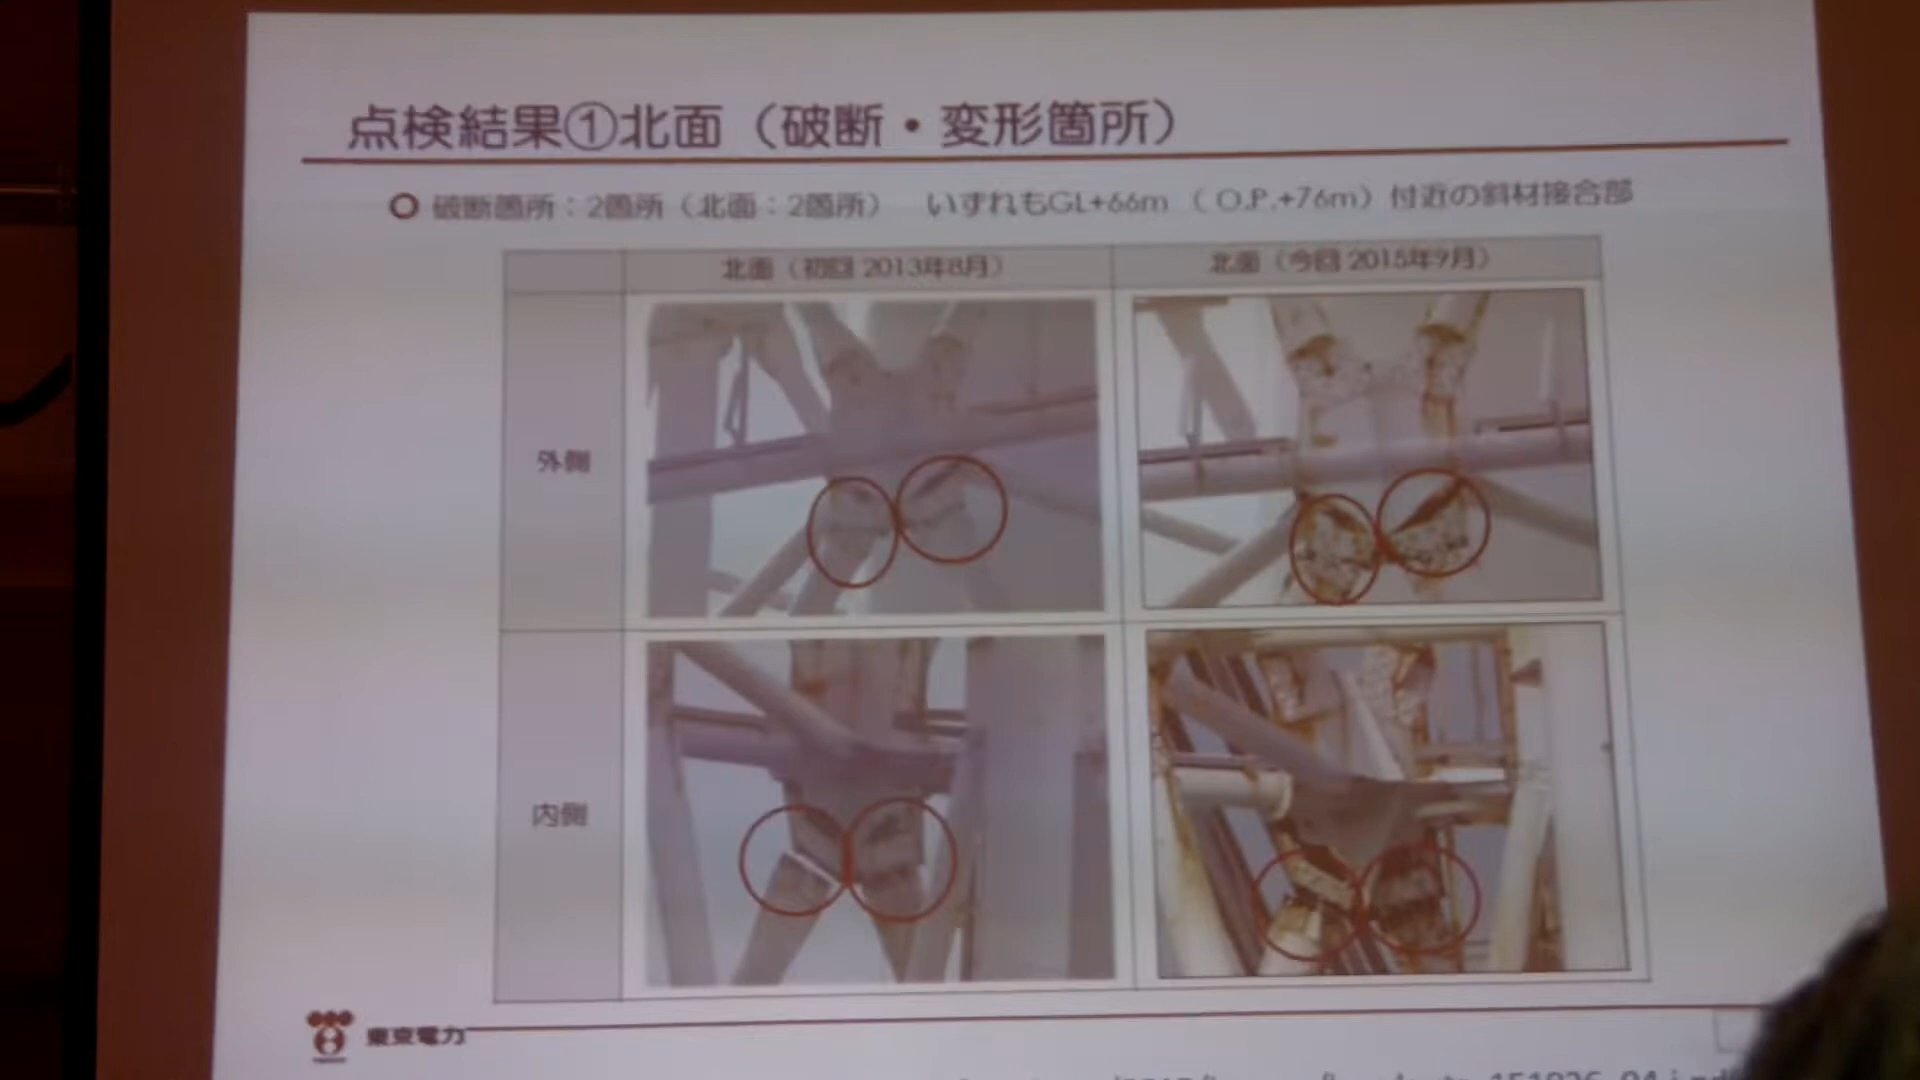 点検結果①北面（破断・変形箇所）
破断箇所：2箇所（北面：2箇所） いずれもGL+66m （O.P.+76m）付近の斜材接合部
北面（初回 2013年8月） 北面（今回 2015年9月）
外側
内側
東京電力